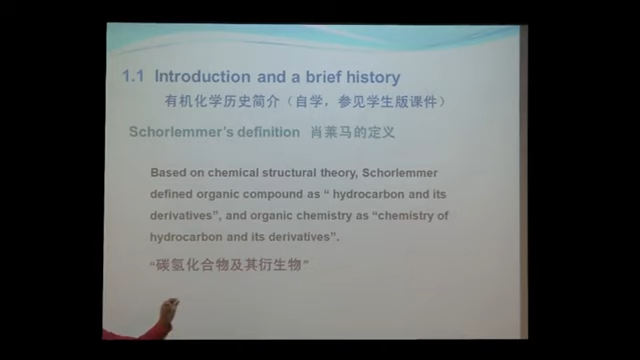 1.1 Introduction and a brief history
有机化学历史简介（自学，参见学生版课件）
Schorlemmer's definition 肖莱马的定义
Based on chemical structural theory, Schorlemmer
defined organic compound as “ hydrocarbon and its
derivatives”, and organic chemistry as “chemistry of
hydrocarbon and its derivatives”.
“碳氢化合物及其衍生物”